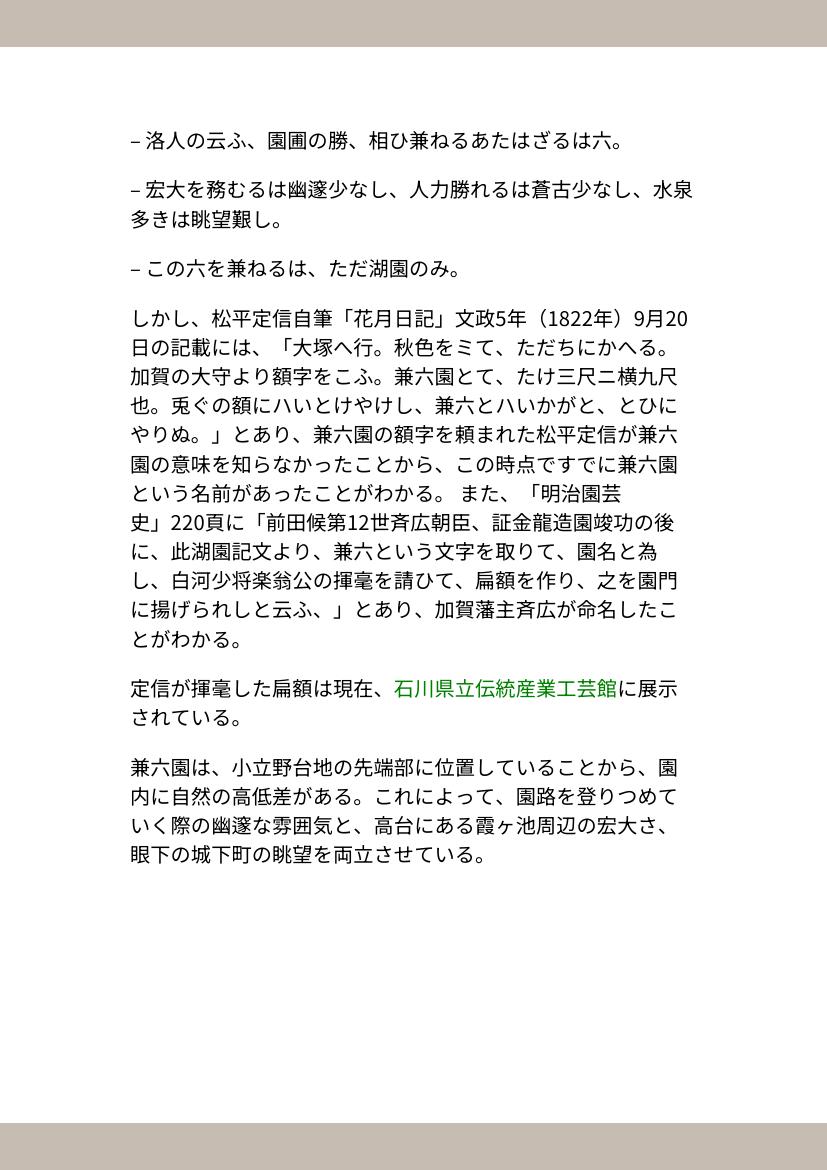 – 洛人の云ふ、園圃の勝、相ひ兼ねるあたはざるは六。
– 宏大を務むるは幽邃少なし、人力勝れるは蒼古少なし、水泉
多きは眺望艱し。
– この六を兼ねるは、ただ湖園のみ。
しかし、松平定信自筆「花月日記」文政5年（1822年）9月20
日の記載には、「大塚へ行。秋色をミて、ただちにかへる。
加賀の大守より額字をこふ。兼六園とて、たけ三尺ニ横九尺
也。兎ぐの額にハいとけやけし、兼六とハいかがと、とひに
やりぬ。」とあり、兼六園の額字を頼まれた松平定信が兼六
園の意味を知らなかったことから、この時点ですでに兼六園
という名前があったことがわかる。 また、「明治園芸
史」220頁に「前田候第12世斉広朝臣、証金龍造園竣功の後
に、此湖園記文より、兼六という文字を取りて、園名と為
し、白河少将楽翁公の揮毫を請ひて、扁額を作り、之を園門
に揚げられしと云ふ、」とあり、加賀藩主斉広が命名したこ
とがわかる。
定信が揮毫した扁額は現在、石川県立伝統産業工芸館に展示
されている。
兼六園は、小立野台地の先端部に位置していることから、園
内に自然の高低差がある。これによって、園路を登りつめて
いく際の幽邃な雰囲気と、高台にある霞ヶ池周辺の宏大さ、
眼下の城下町の眺望を両立させている。